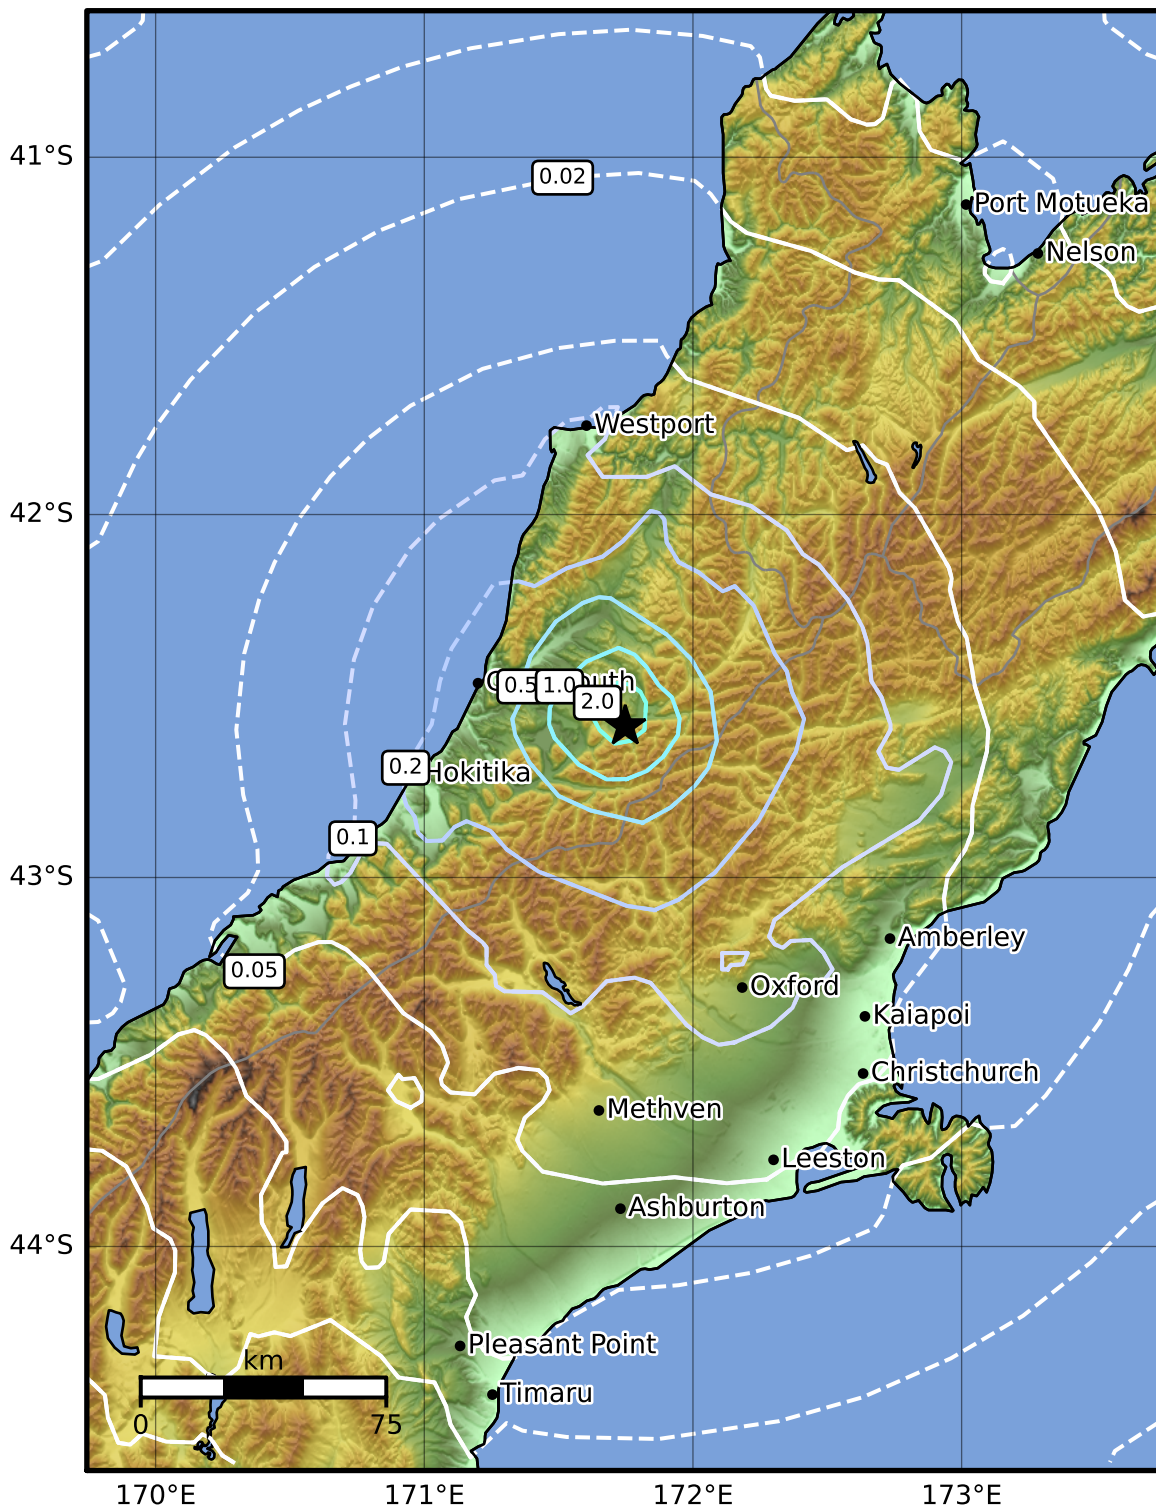 41°S
0.02
Port Motueka
Nelson
Westport
42°S
0.5
1.0
uth
2.0
0.2
Hokitika
0.1
43°S
Amberley
0.05
Oxford
Kaiapoi
Christchurch
Methven
Leeston
Ashburton
44°S
Pleasant Point
km
Timaru
0
75
170°E
171°E
172°E
173°E